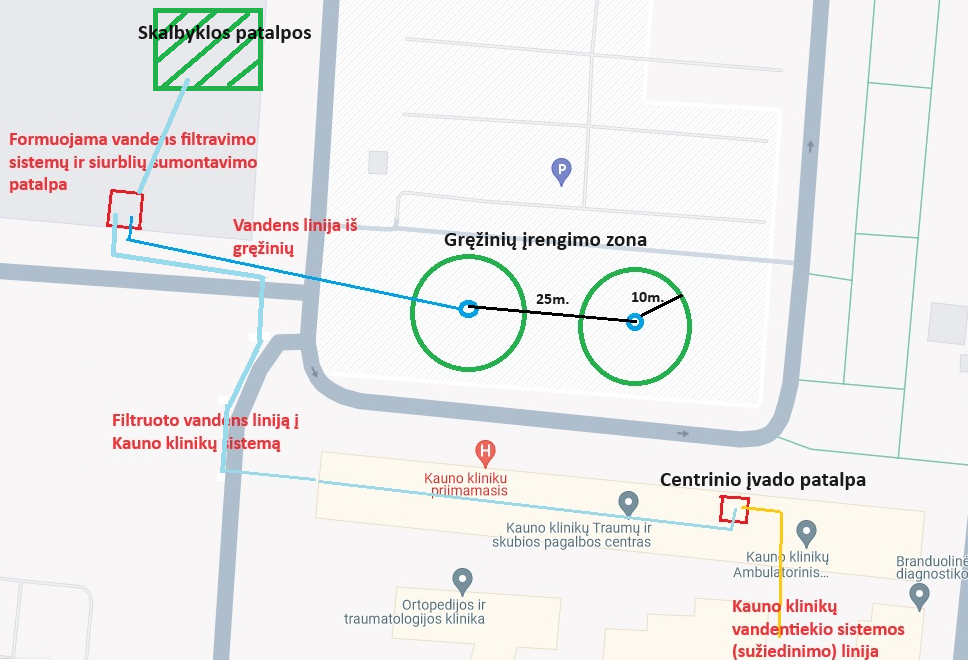 Skalbyklos patalpos
Formuojama vandens filtravimo
sistemų ir siurblių sumontavimo
patalpa
P
Vandens linija iš
gręžinių
Gręžinių įrengimo zona
25m.
10m.
Filtruoto vandens liniją į
Kauno klinikų sistemą
H
Kauno kliniku
priimamasis
Centrinio įvado patalpa
Kauno klinikų Traumų ir
skubios pagalbos centras
Kauno klinikų
Ambulatorinis...
Branduolinė
diagnostiko
Ortopedijos ir
traumatologijos klinika
Kauno klinikų
vandentiekio sistemos
(sužiedinimo) linija